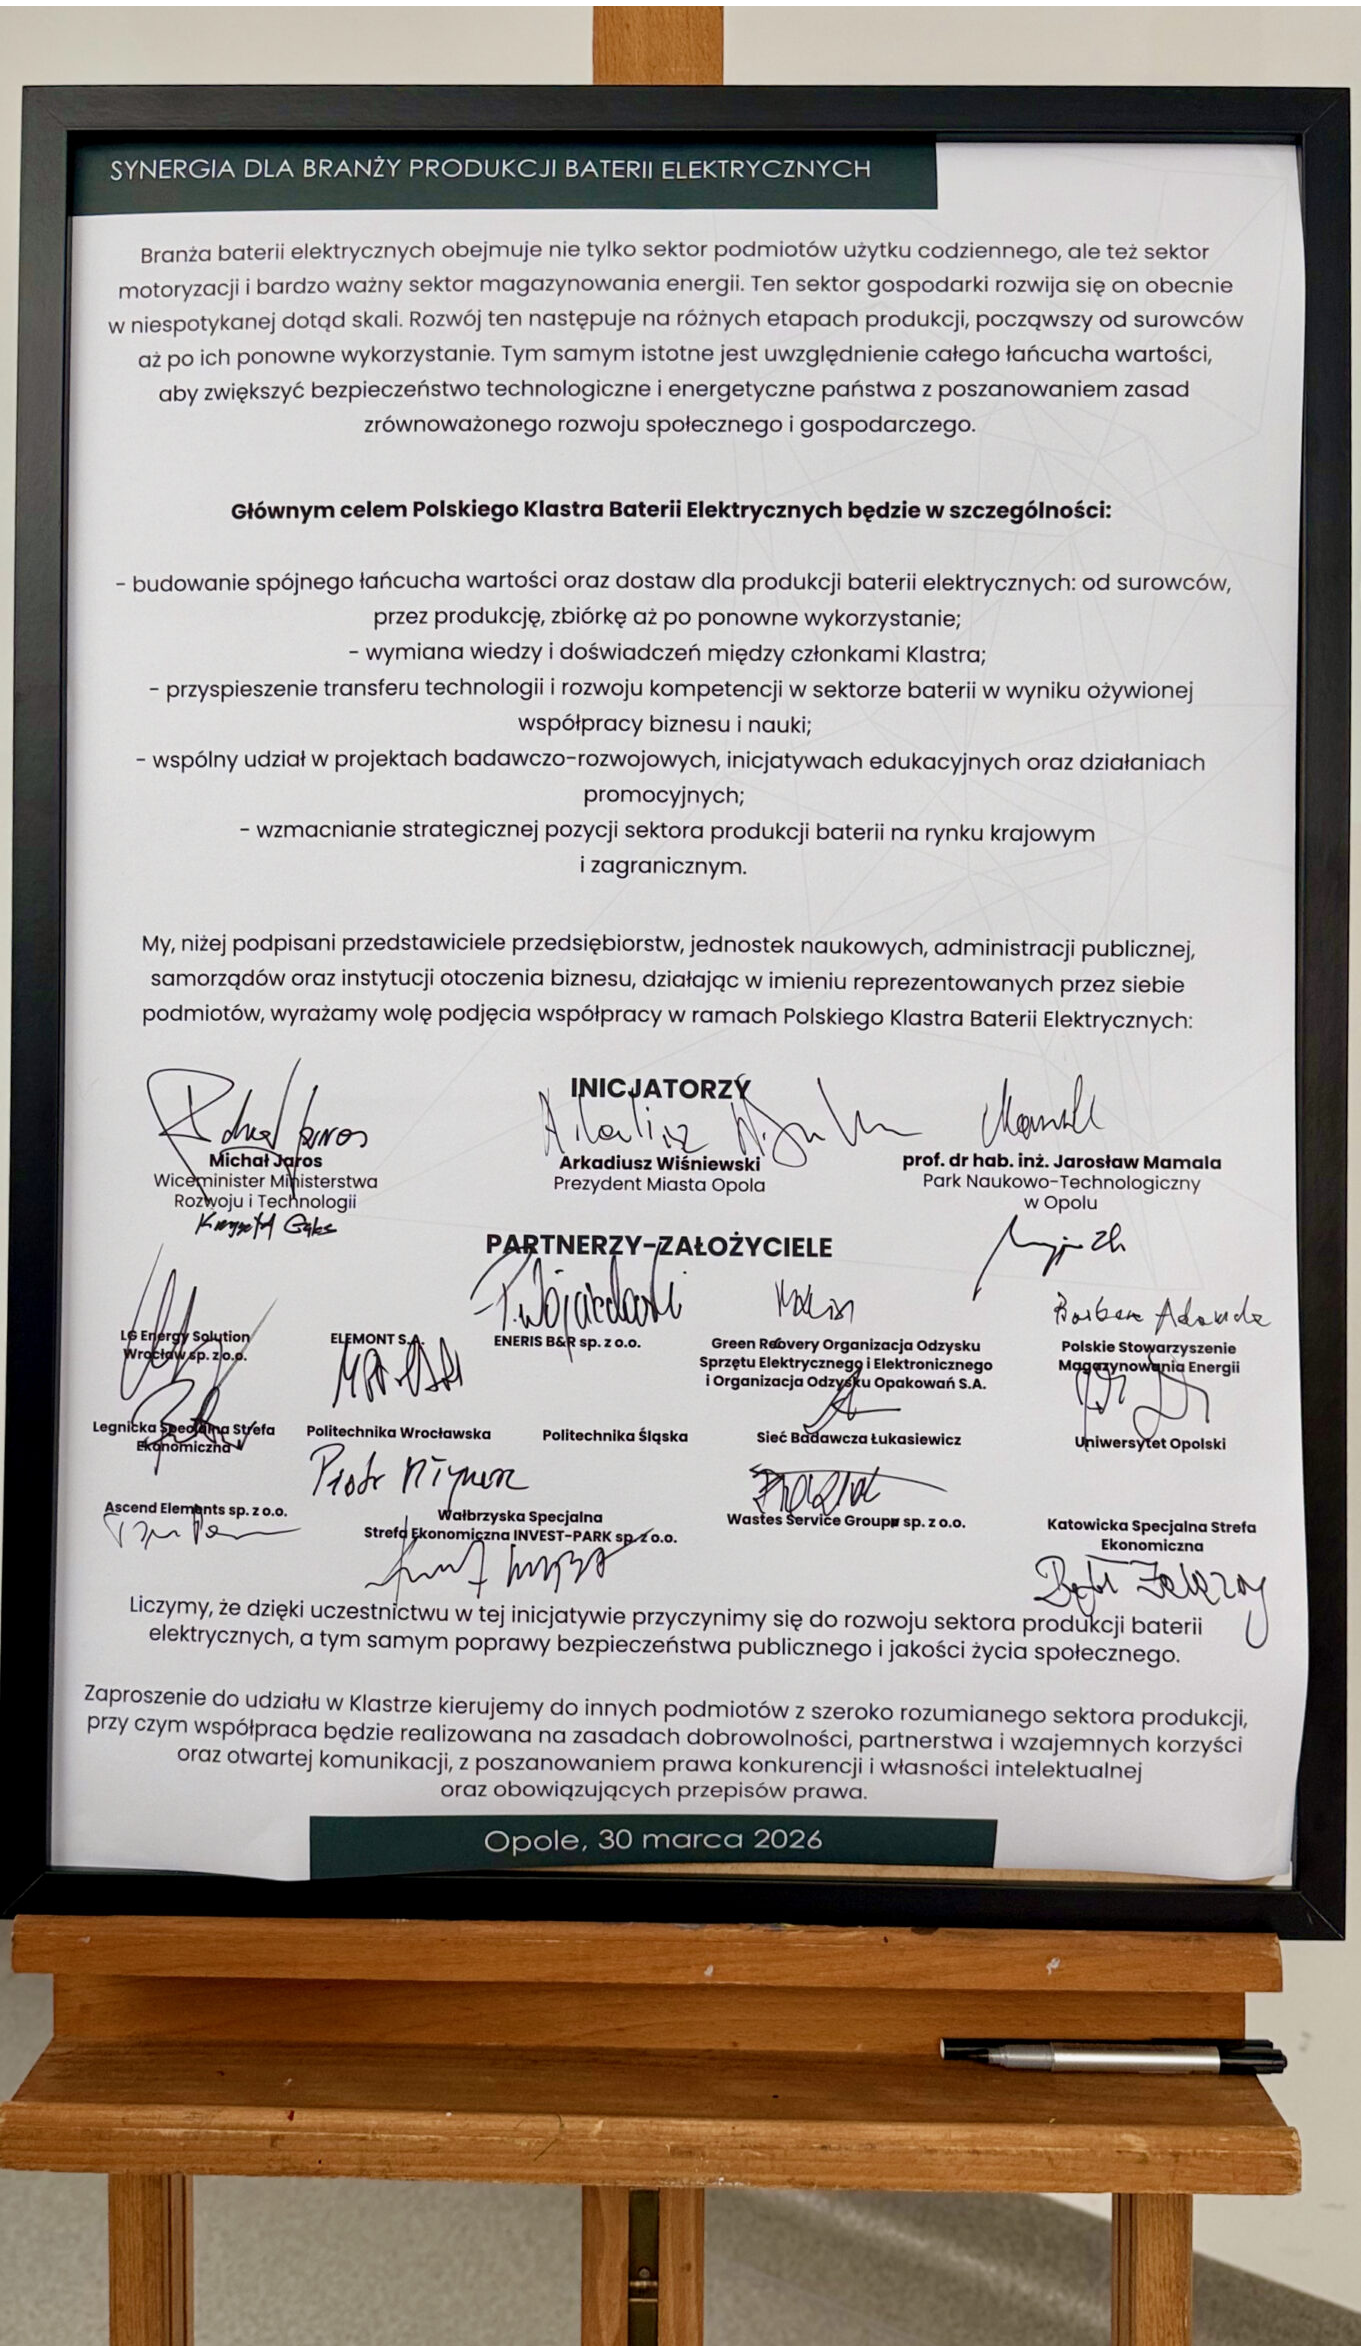 SYNERGIA DLA BRANŻY PRODUKCJI BATERII ELEKTRYCZNYCH
Branża baterii elektrycznych obejmuje nie tylko sektor podmiotów użytku codziennego, ale też sektor
motoryzacji i bardzo ważny sektor magazynowania energii. Ten sektor gospodarki rozwija się on obecnie
w niespotykanej dotąd skali. Rozwój ten następuje na różnych etapach produkcji, począwszy od surowców
aż po ich ponowne wykorzystanie. Tym samym istotne jest uwzględnienie całego łańcucha wartości,
aby zwiększyć bezpieczeństwo technologiczne i energetyczne państwa z poszanowaniem zasad
zrównoważonego rozwoju społecznego i gospodarczego.
Głównym celem Polskiego Klastra Baterii Elektrycznych będzie w szczególności:
- budowanie spójnego łańcucha wartości oraz dostaw dla produkcji baterii elektrycznych: od surowców,
przez produkcję, zbiórkę aż po ponowne wykorzystanie;
- wymiana wiedzy i doświadczeń między członkami Klastra;
- przyspieszenie transferu technologii i rozwoju kompetencji w sektorze baterii w wyniku ożywionej
współpracy biznesu i nauki;
- wspólny udział w projektach badawczo-rozwojowych, inicjatywach edukacyjnych oraz działaniach
promocyjnych;
- wzmacnianie strategicznej pozycji sektora produkcji baterii na rynku krajowym
i zagranicznym.
My, niżej podpisani przedstawiciele przedsiębiorstw, jednostek naukowych, administracji publicznej,
samorządów oraz instytucji otoczenia biznesu, działając w imieniu reprezentowanych przez siebie
podmiotów, wyrażamy wolę podjęcia współpracy w ramach Polskiego Klastra Baterii Elektrycznych:
INICJATORZY
Michał Jaros
Wiceminister Ministerstwa
Rozwoju i Technologii
Arkadiusz Wiśniewski
Prezydent Miasta Opola
prof. dr hab. inż. Jarosław Mamala
Park Naukowo-Technologiczny
w Opolu
PARTNERZY-ZAŁOŻYCIELE
LG Energy Solution
Wrocław sp. z o.o.
ELEMONT S.A.
ENERIS B&R sp. z o.o.
Green Recovery Organizacja Odzysku
Sprzętu Elektrycznego i Elektronicznego
i Organizacja Odzysku Opakowań S.A.
Polskie Stowarzyszenie
Magazynowania Energii
Legnicka Specjalna Strefa
Ekonomiczna
Politechnika Wrocławska
Politechnika Śląska
Sieć Badawcza Łukasiewicz
Uniwersytet Opolski
Ascend Elements sp. z o.o.
Wałbrzyska Specjalna
Strefa Ekonomiczna INVEST-PARK sp. z o.o.
Wastes Service Group sp. z o.o.
Katowicka Specjalna Strefa
Ekonomiczna
Liczymy, że dzięki uczestnictwu w tej inicjatywie przyczynimy się do rozwoju sektora produkcji baterii
elektrycznych, a tym samym poprawy bezpieczeństwa publicznego i jakości życia społecznego.
Zaproszenie do udziału w Klastrze kierujemy do innych podmiotów z szeroko rozumianego sektora produkcji,
przy czym współpraca będzie realizowana na zasadach dobrowolności, partnerstwa i wzajemnych korzyści
oraz otwartej komunikacji, z poszanowaniem prawa konkurencji i własności intelektualnej
oraz obowiązujących przepisów prawa.
Opole, 30 marca 2026